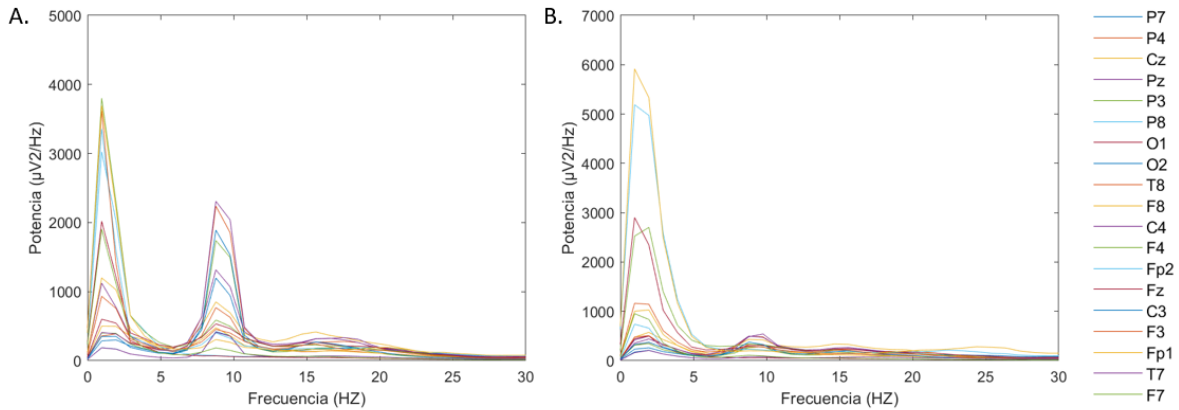 A.
5000
4000
3000
2000
1000
0
Potencia (µV2/Hz)
0 5 10 15 20 25 30
Frecuencia (HZ)
B.
7000
6000
5000
4000
3000
2000
1000
0
Potencia (µV2/Hz)
0 5 10 15 20 25 30
Frecuencia (HZ)
P7
P4
Cz
Pz
P3
P8
O1
O2
T8
F8
C4
F4
Fp2
Fz
C3
F3
Fp1
T7
F7